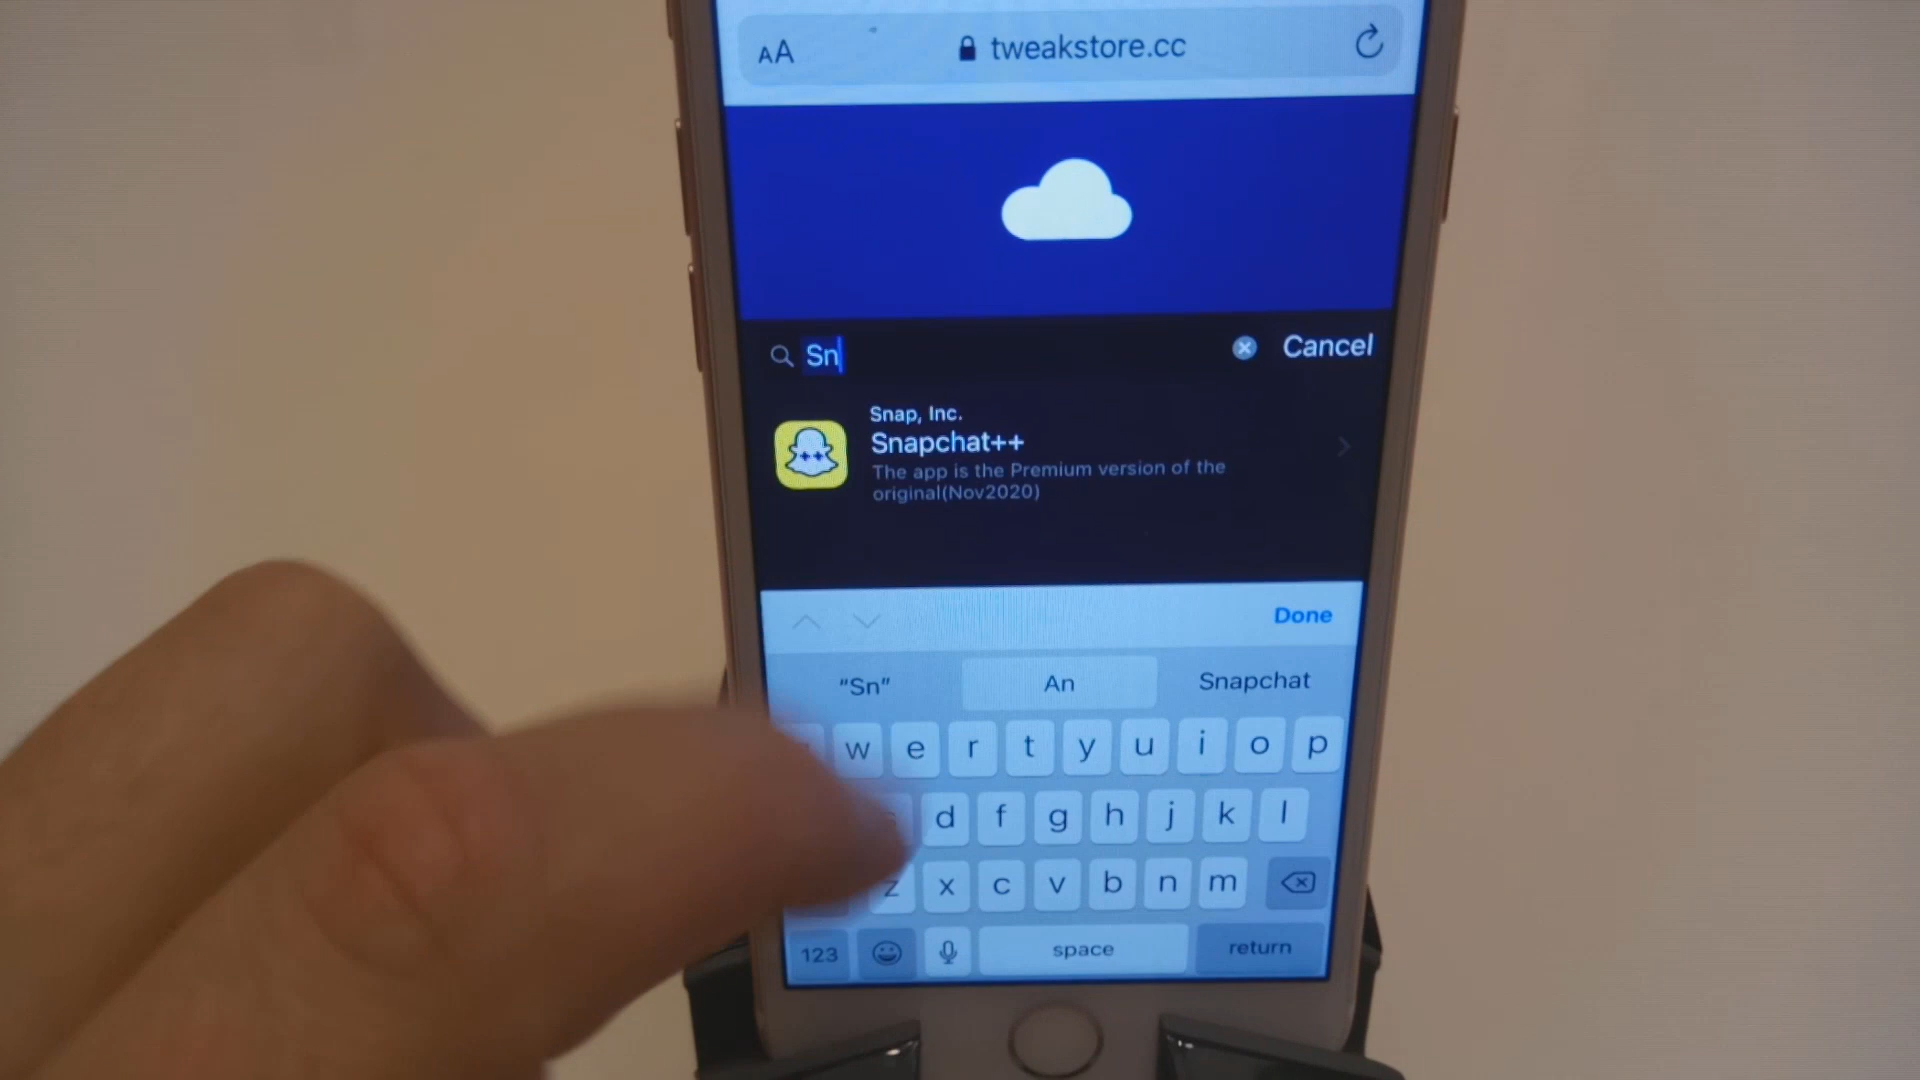 AA tweakstore.cc
Sn Cancel
Snap, Inc.
Snapchat++
The app is the Premium version of the
original(Nov2020)
Done
"Sn" An Snapchat
w e r t y u i o p
d f g h j k l
z x c v b n m
123 space return